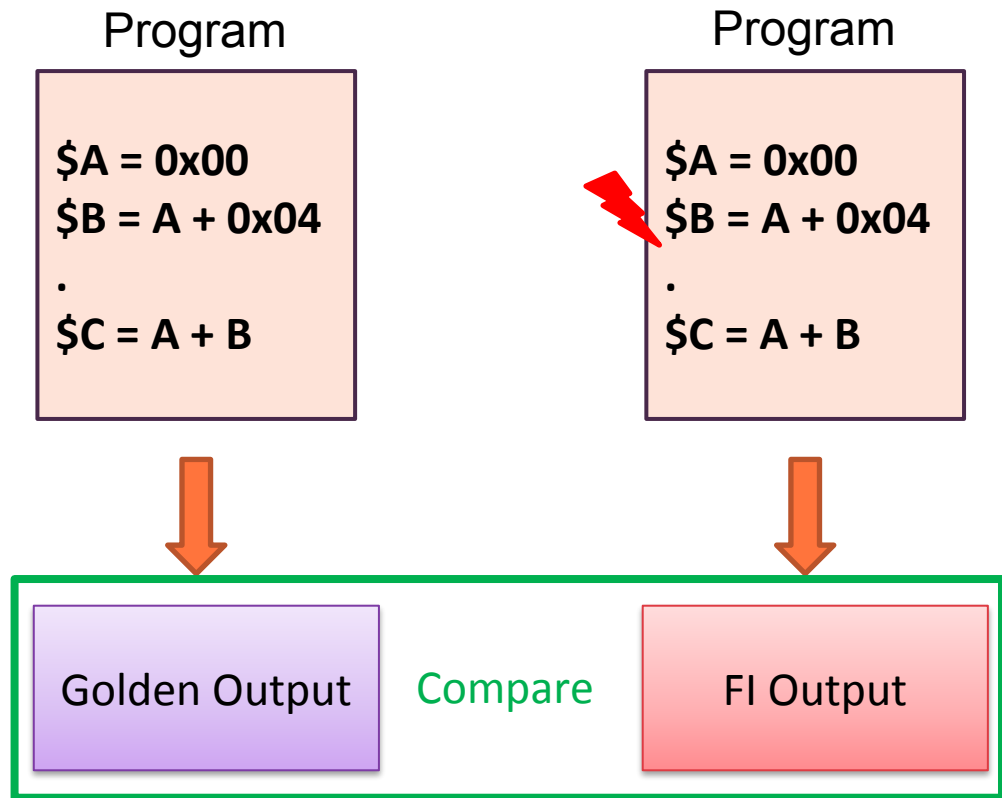 Program
$A = 0x00
$B = A + 0x04
.
$C = A + B
Program
$A = 0x00
$B = A + 0x04
.
$C = A + B
Golden Output
Compare
FI Output